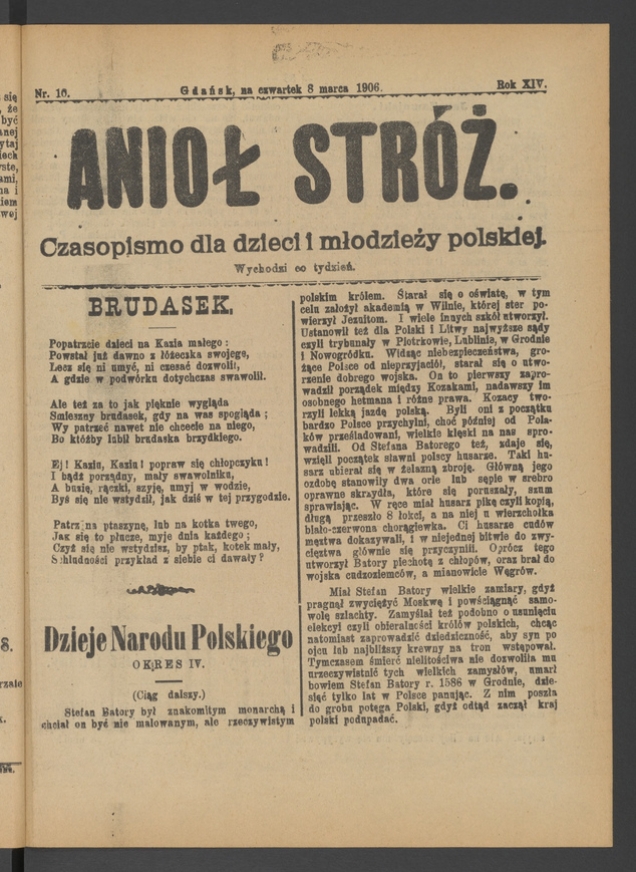 Nr. 10.
Gdańsk, na czwartek 8 marca 1906.
Rok XIV.
ANIOŁ STRÓŻ.
Czasopismo dla dzieci i młodzieży polskiej.
Wychodzi co tydzień.
BRUDASEK.
Popatrzcie dzieci na Kazia małego:
Powstał już dawno z łóżeczka swojego,
Lecz się ni umyć, ni czesać dozwolił,
A gdzie w podwórku dotychczas swawolił.
Ale też za to jak pięknie wygląda
Śmieszny brudasek, gdy na was spogląda;
Wy patrzeć nawet nie chcecie na niego,
Bo któżby lubił brudaska brzydkiego.
Ej! Kaziu, Kaziu! popraw się chłopczyku!
I bądź porządny, mały swawolniku,
A buzię, rączki, szyję, umyj w wodzie,
Byś się nie wstydził, jak dziś w tej przygodzie.
Patrz na ptaszynę, lub na kotka twego,
Jak się to płucze, myje dnia każdego;
Czyż się nie wstydzisz, by ptak, kotek mały,
Schludności przykład z siebie ci dawały?
Dzieje Narodu Polskiego
OKRES IV.
(Ciąg dalszy.)
Stefan Batory był znakomitym monarchą i
chciał on być nie malowanym, ale rzeczywistym
polskim królem. Starał się o oświatę, w tym
celu założył akademią w Wilnie, której ster po-
wierzył Jezuitom. I wiele innych szkół utworzył.
Ustanowił też dla Polski i Litwy najwyższe sądy
czyli trybunały w Piotrkowie, Lublinie, w Grodnie
i Nowogródku. Widząc niebezpieczeństwa, gro-
żące Polsce od nieprzyjaciół, starał się o utwo-
rzenie dobrego wojska. On to pierwszy zapro-
wadził porządek między Kozakami, nadawszy im
osobnego hetmana i różne prawa. Kozacy two-
rzyli lekką jazdę polską. Byli oni z początku
bardzo Polsce przychylni, choć później od Pola-
ków prześladowani, wielkie klęski na nas spro-
wadzili. Od Stefana Batorego też, zdaje się,
wzięli początek sławni polscy husarze. Taki hu-
sarz ubierał się w żelazną zbroję. Główną jego
ozdobę stanowiły dwa orle lub sępie w srebro
oprawne skrzydła, które się poruszały, szum
sprawiając. W ręce miał husarz pikę czyli kopią,
długą przeszło 8 łokci, a na niej u wierzchołka
biało-czerwona chorągiewka. Ci husarze cudów
męztwa dokazywali, i w niejednej bitwie do zwy-
cięztwa głównie się przyczynili. Oprócz tego
utworzył Batory piechotę z chłopów, oraz brał do
wojska cudzoziemców, a mianowicie Węgrów.
Miał Stefan Batory wielkie zamiary, gdyż
pragnął zwyciężyć Moskwę i powściągnąć samo-
wolę szlachty. Zamyślał też podobno o usunięciu
elekcyi czyli obieralności królów polskich, chcąc
natomiast zaprowadzić dziedziczność, aby syn po
ojcu lub najbliższy krewny na tron wstępował.
Tymczasem śmierć nielitościwa nie dozwoliła mu
urzeczywistnić tych wielkich zamysłów, umarł
bowiem Stefan Batory r. 1586 w Grodnie, dzie-
sięć tylko lat w Polsce panując. Z nim poszła
do grobu potęga Polski, gdyż odtąd zaczął kraj
polski podupadać.